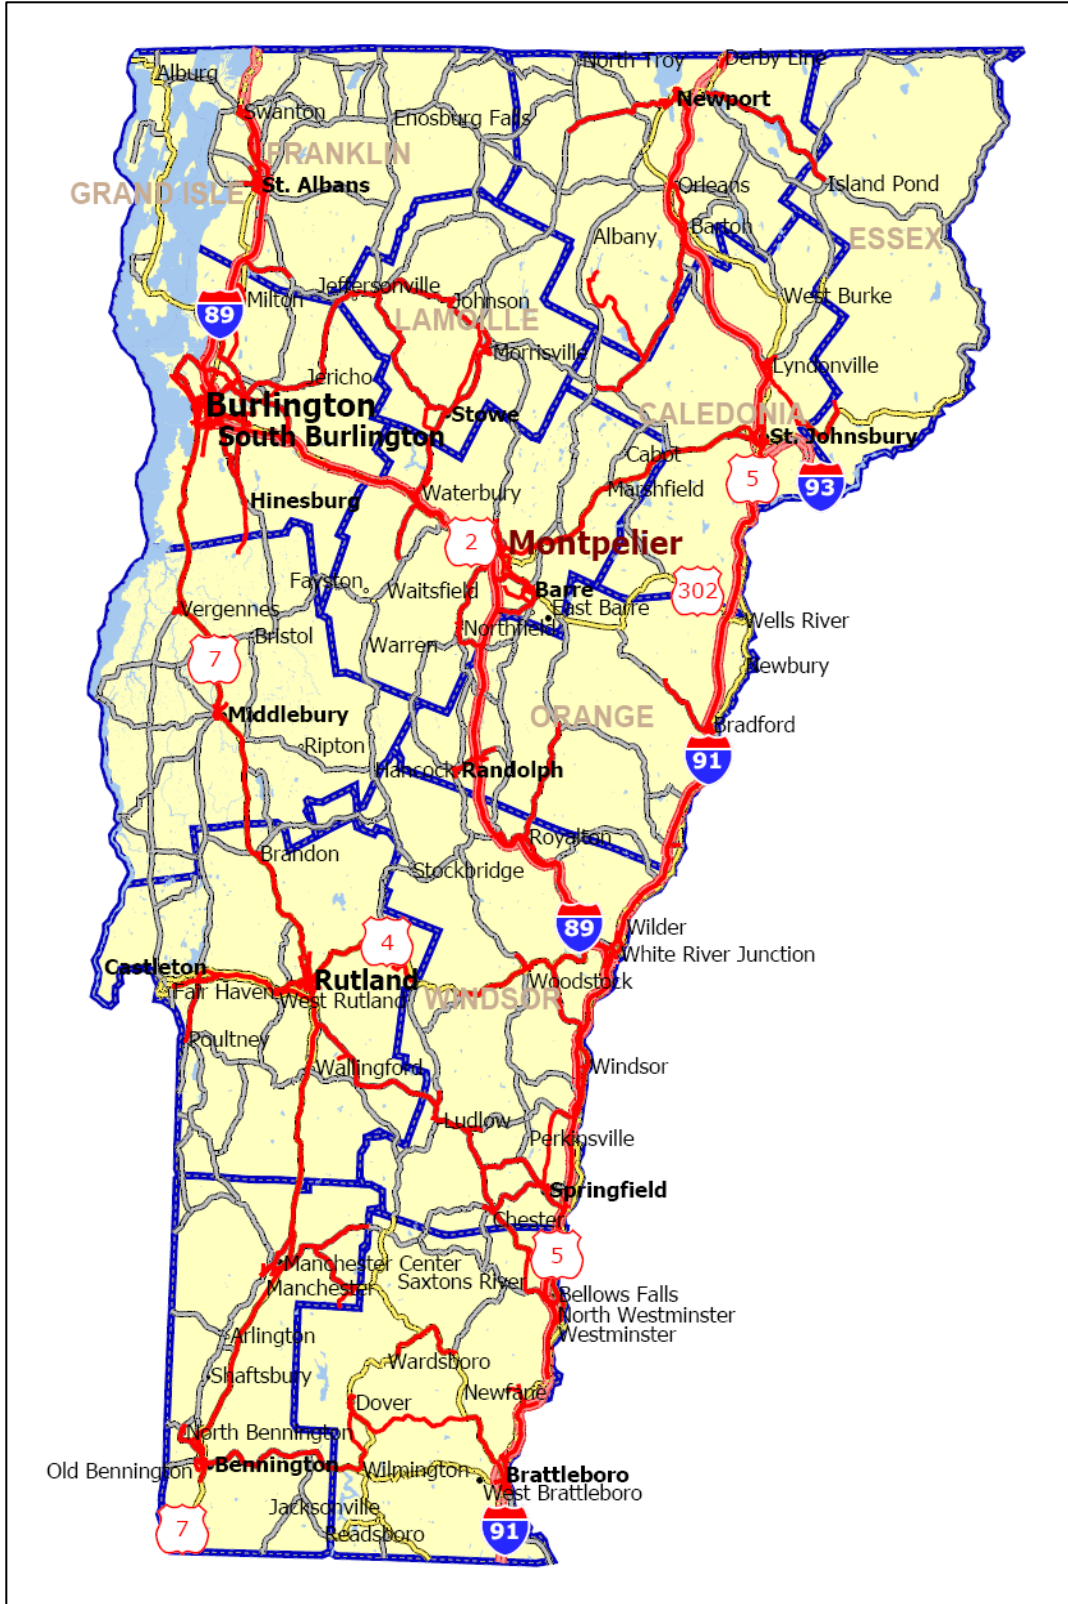 North Troy
Derby Line
Alburg
Newport
Swanton
Enosburg Falls
FRANKLIN
GRAND ISLE
St. Albans
Orleans
Island Pond
Barton
Albany
ESSEX
Jeffersonville
Milton
Johnson
West Burke
89
LAMOILLE
Morrisville
Lyndonville
Jericho
Burlington
Stowe
CALEDONIA
South Burlington
St. Johnsbury
Cabot
5
93
Hinesburg
Waterbury
Marshfield
2
Montpelier
Fayston
Waitsfield
Barre
302
Vergennes
East Barre
Wells River
Bristol
Northfield
Warren
7
Newbury
Middlebury
ORANGE
Bradford
Ripton
91
Hancock
Randolph
Brandon
Royalton
Stockbridge
89
Wilder
4
White River Junction
Castleton
Rutland
Woodstock
Fair Haven
West Rutland
WINDSOR
Poultney
Wallingford
Windsor
Ludlow
Perkinsville
Springfield
Chester
5
Manchester Center
Manchester
Saxtons River
Bellows Falls
North Westminster
Westminster
Arlington
Wardsboro
Shaftsbury
Newfane
Dover
North Bennington
Old Bennington
Bennington
Wilmington
Brattleboro
West Brattleboro
Jacksonville
7
Readsboro
91